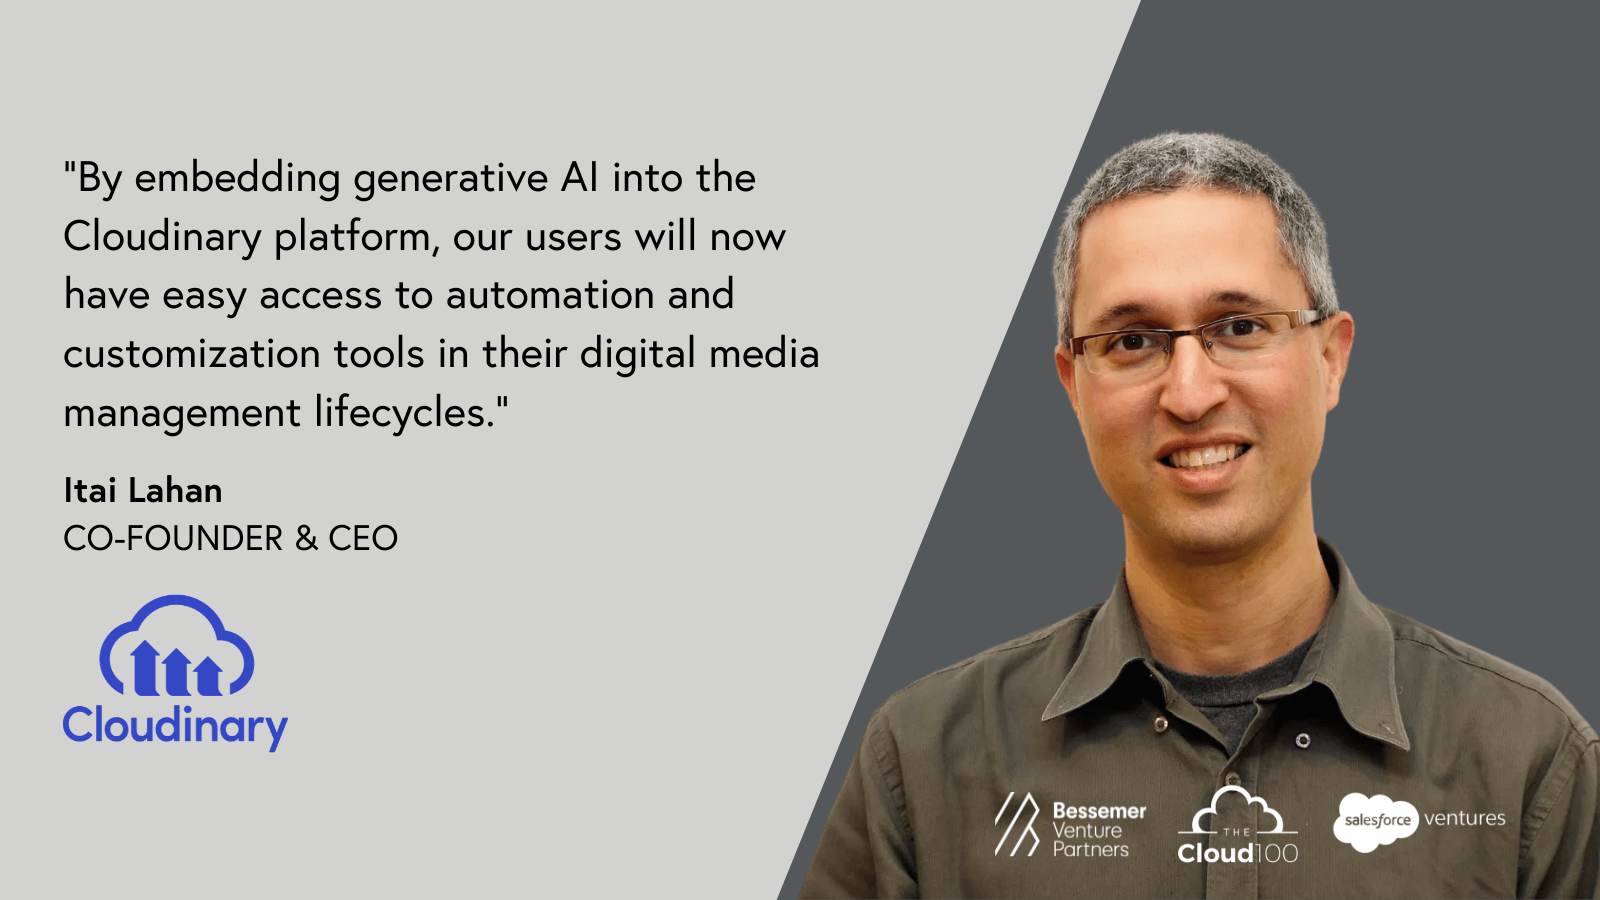 "By embedding generative AI into the
Cloudinary platform, our users will now
have easy access to automation and
customization tools in their digital media
management lifecycles."
Itai Lahan
CO-FOUNDER & CEO
Cloudinary
Bessemer
Venture
Partners
THE
Cloud100
salesforce ventures